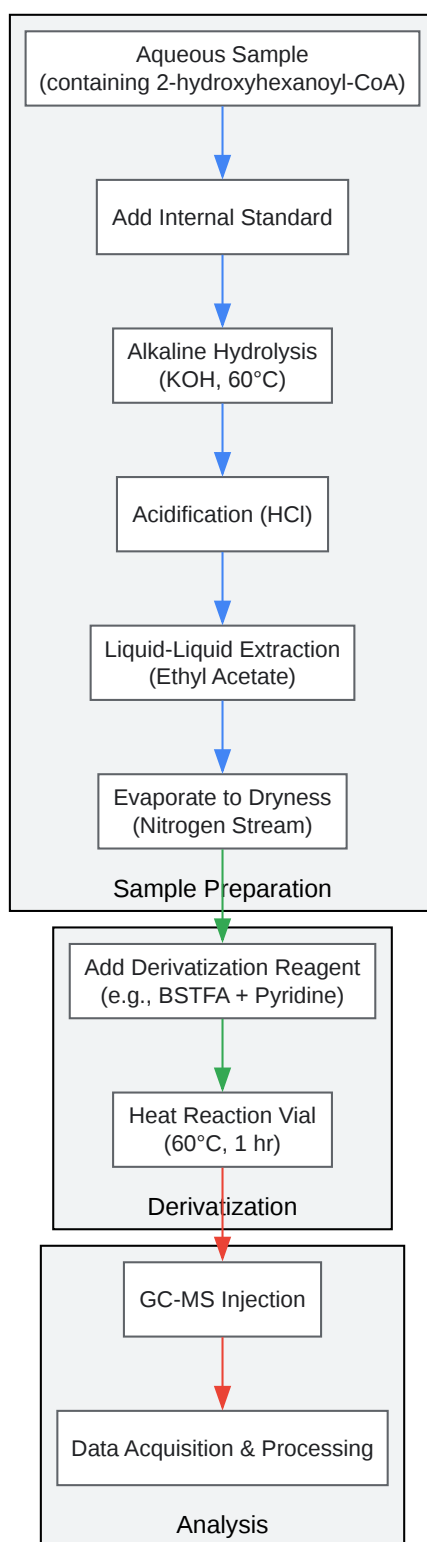 Aqueous Sample
(containing 2-hydroxyhexanoyl-CoA)
Add Internal Standard
Alkaline Hydrolysis
(KOH, 60°C)
Acidification (HCl)
Liquid-Liquid Extraction
(Ethyl Acetate)
Evaporate to Dryness
(Nitrogen Stream)
Sample Preparation
Add Derivatization Reagent
(e.g., BSTFA + Pyridine)
Heat Reaction Vial
(60°C, 1 hr)
Derivatization
GC-MS Injection
Data Acquisition & Processing
Analysis